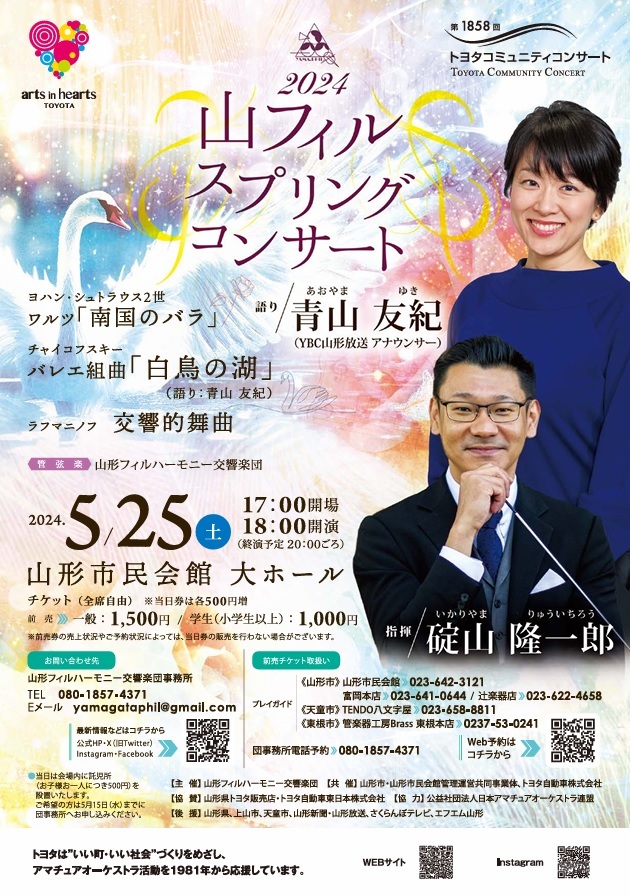 arts in hearts
TOYOTA
第1858回
トヨタコミュニティコンサート
TOYOTA COMMUNITY CONCERT
2024
山フィル
スプリング
コンサート
ヨハン・シュトラウス2世
ワルツ「南国のバラ」
チャイコフスキー
バレエ組曲「白鳥の湖」
(語り:青山 友紀)
ラフマニノフ 交響的舞曲
語り/青山 友紀
あおやま ゆき
(YBC山形放送 アナウンサー)
管弦楽 山形フィルハーモニー交響楽団
2024.5/25土
17:00開場
18:00開演
(終演予定 20:00ごろ)
山形市民会館 大ホール
チケット(全席自由) ※当日券は各500円増
前売 一般:1,500円 / 学生(小学生以上):1,000円
※前売券の売上状況やご予約状況によっては、当日券の販売を行わない場合がございます。
いかりやま りゅういちろう
指揮/碇山 隆一郎
お問い合わせ先
山形フィルハーモニー交響楽団事務所
TEL 080-1857-4371
Eメール yamagataphil@gmail.com
最新情報などはコチラから
公式HP・X(旧Twitter)
Instagram・Facebook
前売チケット取扱い
プレイガイド
《山形市》山形市民会館 023-642-3121
富岡本店 023-641-0644 / 辻楽器店 023-622-4658
《天童市》TENDO八文字屋 023-658-8811
《東根市》管楽器工房Brass 東根本店 0237-53-0241
団事務所電話予約 080-1857-4371
Web予約は
コチラから
●当日は会場内に託児所
(お子様お一人につき500円)を
設置いたします。
ご希望の方は5月15日(水)までに
団事務所へお申し込みください。
【主 催】山形フィルハーモニー交響楽団 【共 催】山形市・山形市民会館管理運営共同事業体、トヨタ自動車株式会社
【協 賛】山形県トヨタ販売店・トヨタ自動車東日本株式会社 【協 力】公益社団法人日本アマチュアオーケストラ連盟
【後 援】山形県、上山市、天童市、山形新聞・山形放送、さくらんぼテレビ、エフエム山形
トヨタは"いい町・いい社会"づくりをめざし、
アマチュアオーケストラ活動を1981年から応援しています。
WEBサイト
Instagram